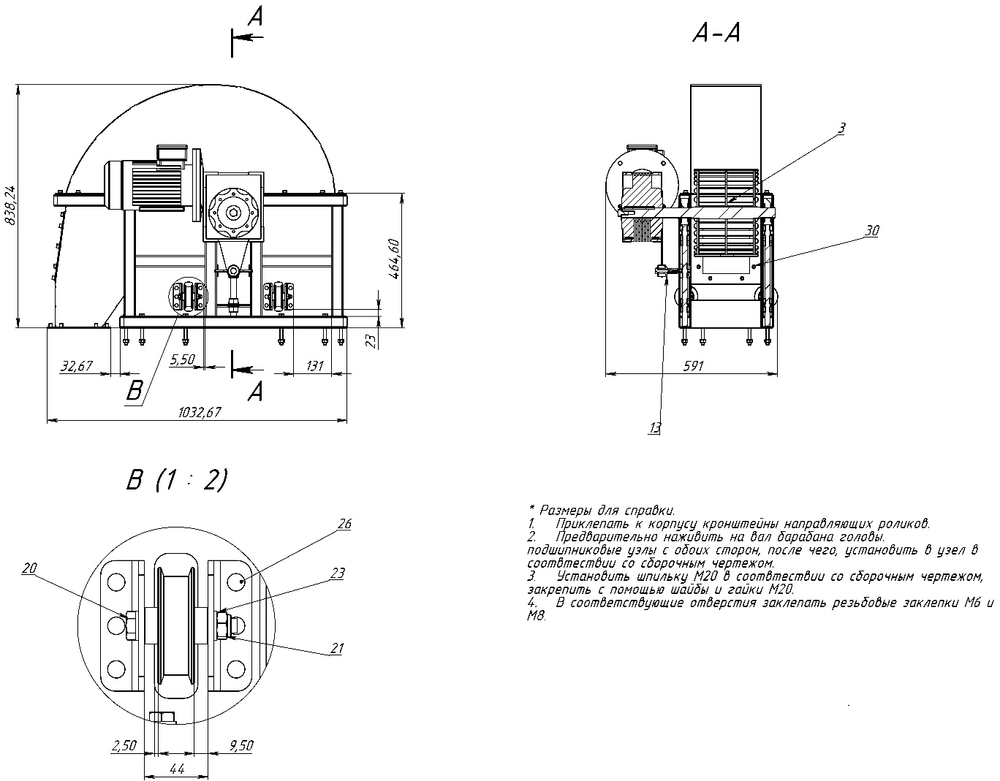 A
A-A
838,24
464,60
3
30
23
32,67
5,50
131
591
B
A
1032,67
13
B (1 : 2)
26
20
23
21
2,50
9,50
44
* Размеры для справки.
1. Приклепать к корпусу кронштейны направляющих роликов.
2. Предварительно наживить на вал барабана головы.
подшипниковые узлы с обоих сторон, после чего, установить в узел в
соотвтествии со сборочным чертежом.
3. Установить шпильку М20 в соотвтествии со сборочным чертежом,
закрепить с помощью шайбы и гайки М20.
4. В соответствующие отверстия заклепать резьбовые заклепки М6 и
М8.